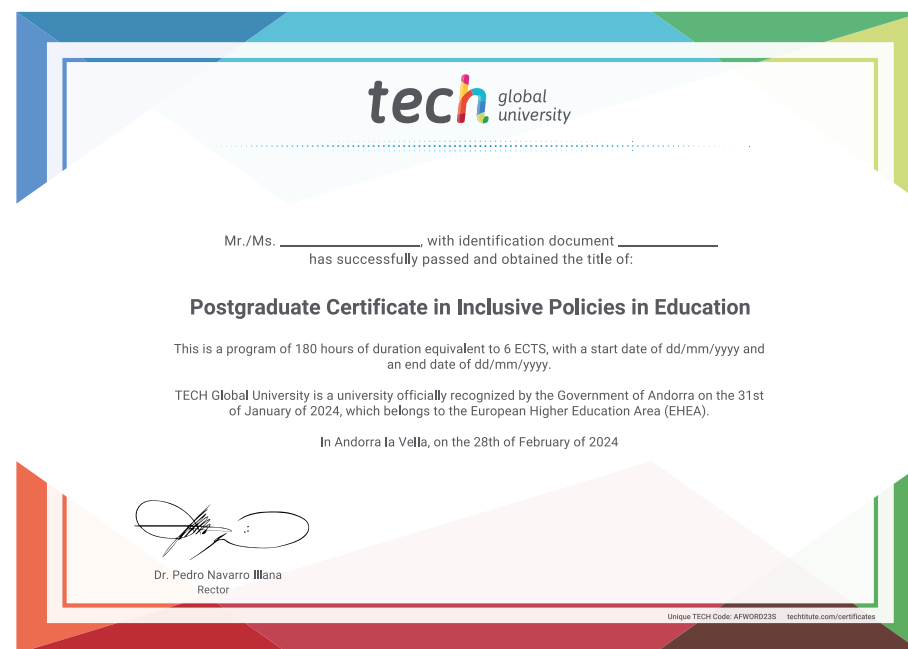 tech global university
Mr./Ms. ____________, with identification document ____________
has successfully passed and obtained the title of:
Postgraduate Certificate in Inclusive Policies in Education
This is a program of 180 hours of duration equivalent to 6 ECTS, with a start date of dd/mm/yyyy and
an end date of dd/mm/yyyy.
TECH Global University is a university officially recognized by the Government of Andorra on the 31st
of January of 2024, which belongs to the European Higher Education Area (EHEA).
In Andorra la Vella, on the 28th of February of 2024
Dr. Pedro Navarro Illana
Rector
Unique TECH Code: AFWORD23S techtitute.com/certificates